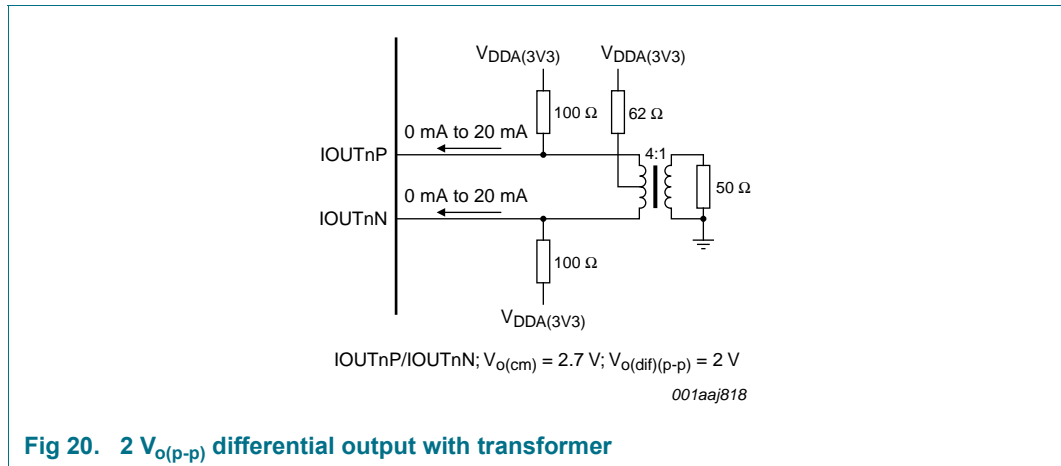 VDDA(3V3) VDDA(3V3)
100 Ω 62 Ω
0 mA to 20 mA
IOUTnP
4:1
50 Ω
0 mA to 20 mA
IOUTnN
100 Ω
VDDA(3V3)
IOUTnP/IOUTnN; Vo(cm) = 2.7 V; Vo(dif)(p-p) = 2 V
001aaj818
Fig 20. 2 Vo(p-p) differential output with transformer